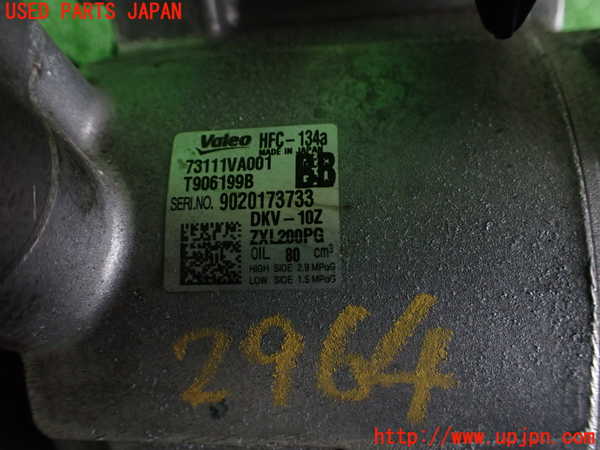 USED PARTS JAPAN
Valeo HFC-134a
MADE IN JAPAN
73111VA001 BB
T906199B
SERI.NO. 9020173733
DKV-10Z
ZXL200PG
OIL 80 cm³
HIGH SIDE 2.9 MPaG
LOW SIDE 1.5 MPaG
2964
http://www.upjpn.com/